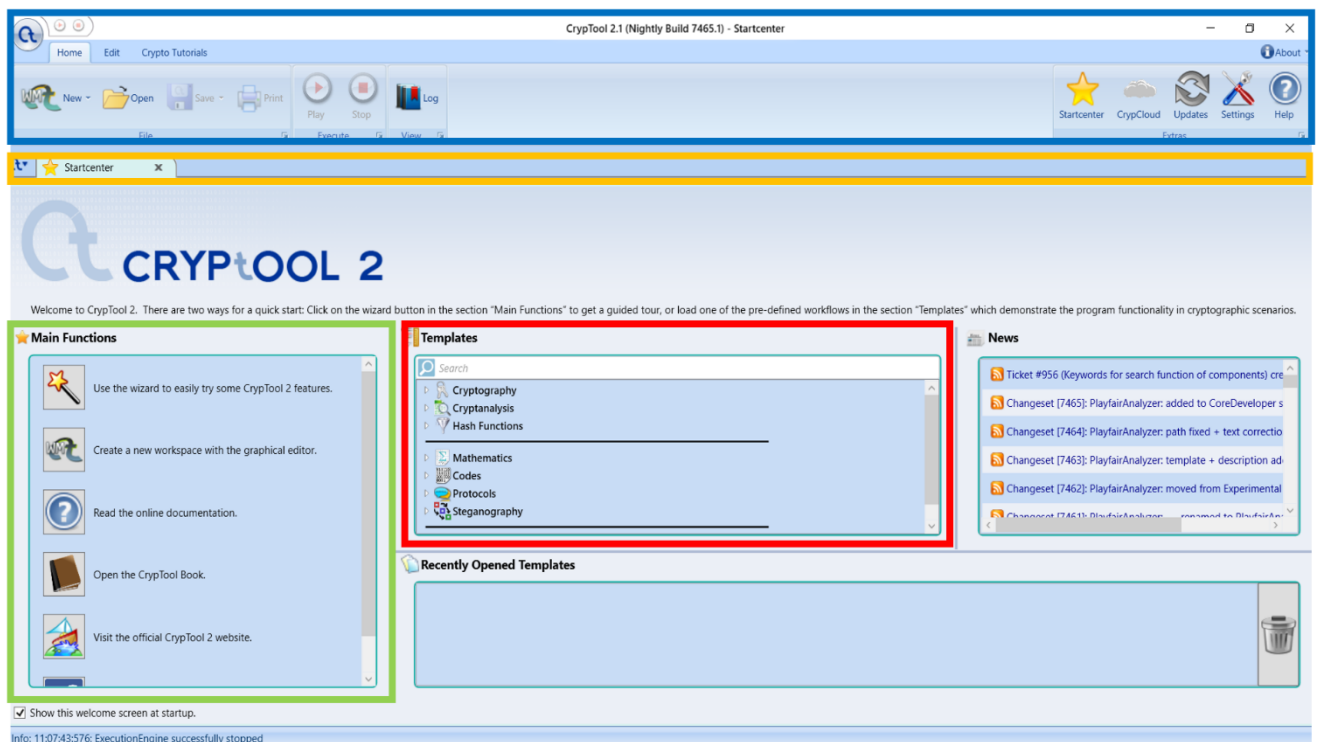 CrypTool 2.1 (Nightly Build 7465.1) - Startcenter
Home Edit Crypto Tutorials About
New Open Save Print Play Stop Log Startcenter CrypCloud Updates Settings Help
File Execute View Extras
Startcenter
CRYPtOOL 2
Welcome to CrypTool 2. There are two ways for a quick start: Click on the wizard button in the section "Main Functions" to get a guided tour, or load one of the pre-defined workflows in the section "Templates" which demonstrate the program functionality in cryptographic scenarios.
Main Functions
Use the wizard to easily try some CrypTool 2 features.
Create a new workspace with the graphical editor.
Read the online documentation.
Open the CrypTool Book.
Visit the official CrypTool 2 website.
Templates
Search
Cryptography
Cryptanalysis
Hash Functions
Mathematics
Codes
Protocols
Steganography
News
Ticket #956 (Keywords for search function of components) cre
Changeset [7465]: PlayfairAnalyzer: added to CoreDeveloper s
Changeset [7464]: PlayfairAnalyzer: path fixed + text correctio
Changeset [7463]: PlayfairAnalyzer: template + description ad
Changeset [7462]: PlayfairAnalyzer: moved from Experimental
Changeset [7461]: PlayfairAnalyzer: renamed to
Recently Opened Templates
Show this welcome screen at startup.
Info: 11:07:43:576: ExecutionEngine successfully stopped